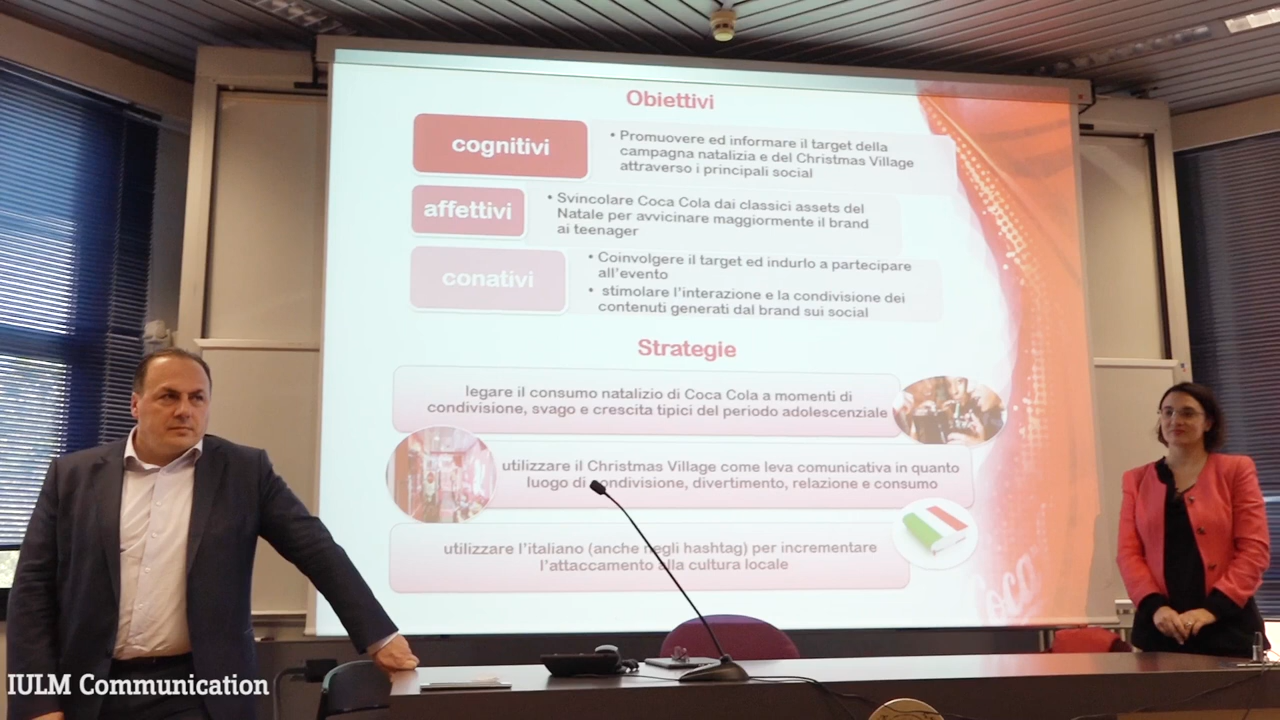 Obiettivi
cognitivi
• Promuovere ed informare il target della
campagna natalizia e del Christmas Village
attraverso i principali social
affettivi
• Svincolare Coca Cola dai classici assets del
Natale per avvicinare maggiormente il brand
ai teenager
conativi
• Coinvolgere il target ed indurlo a partecipare
all'evento
• stimolare l'interazione e la condivisione dei
contenuti generati dal brand sui social
Strategie
legare il consumo natalizio di Coca Cola a momenti di
condivisione, svago e crescita tipici del periodo adolescenziale
utilizzare il Christmas Village come leva comunicativa in quanto
luogo di condivisione, divertimento, relazione e consumo
utilizzare l'italiano (anche negli hashtag) per incrementare
l'attaccamento alla cultura locale
Coca
IULM Communication